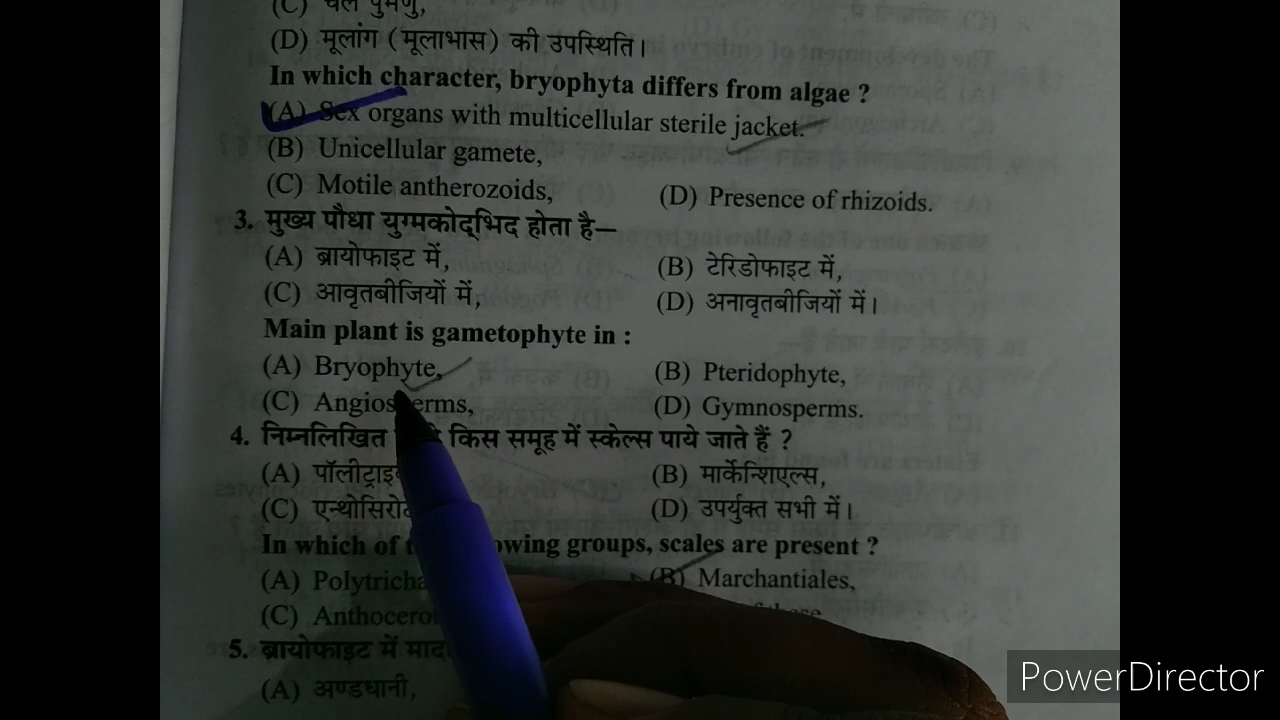 (C) चल पुमणु,
(D) मूलांग (मूलाभास) की उपस्थिति।
In which character, bryophyta differs from algae ?
(A) Sex organs with multicellular sterile jacket.
(B) Unicellular gamete,
(C) Motile antherozoids, (D) Presence of rhizoids.
3. मुख्य पौधा युग्मकोद्भिद होता है—
(A) ब्रायोफाइट में, (B) टेरिडोफाइट में,
(C) आवृतबीजियों में, (D) अनावृतबीजियों में।
Main plant is gametophyte in :
(A) Bryophyte, (B) Pteridophyte,
(C) Angiosperms, (D) Gymnosperms.
4. निम्नलिखित किस समूह में स्केल्स पाये जाते हैं ?
(A) (B) मार्केन्शिएल्स,
(C) (D) उपर्युक्त सभी में।
In which of following groups, scales are present ?
(A) (B) Marchantiales,
(C)
5. ब्रायोफाइट में
(A) अण्डधानी,
PowerDirector